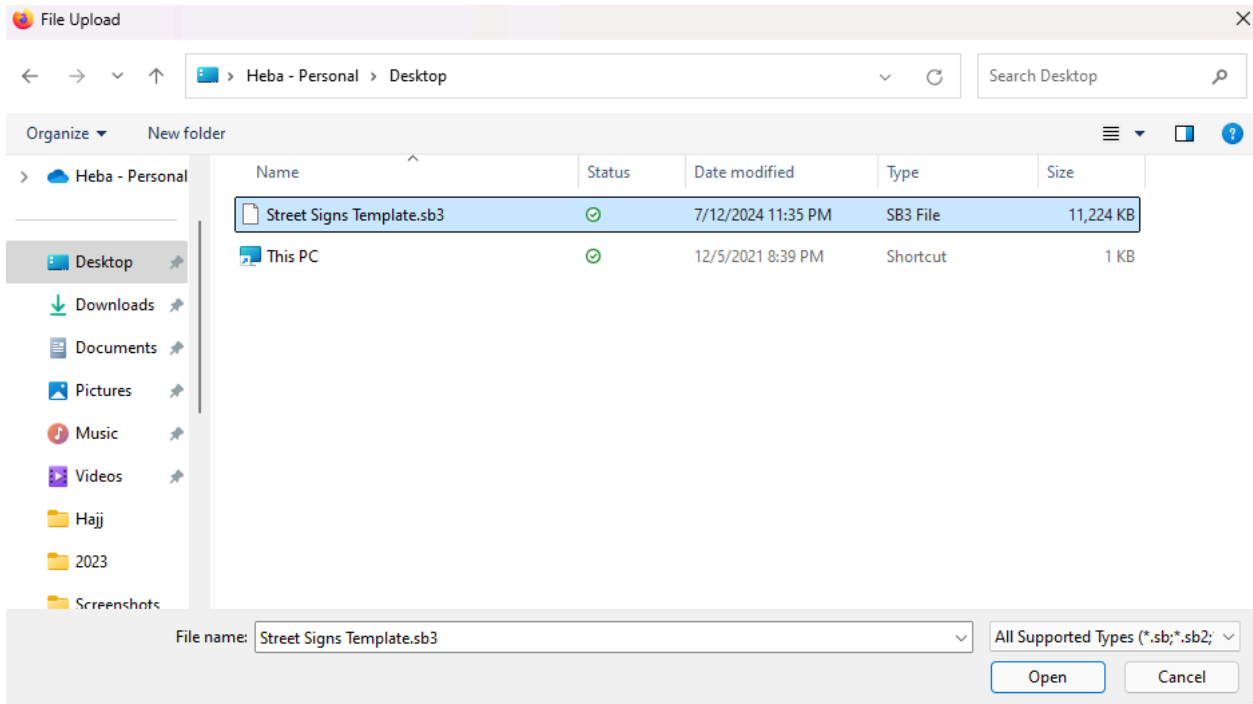 File Upload
Heba - Personal > Desktop
Search Desktop
Organize
New folder
Heba - Personal
Name
Status
Date modified
Type
Size
Street Signs Template.sb3
7/12/2024 11:35 PM
SB3 File
11,224 KB
Desktop
This PC
12/5/2021 8:39 PM
Shortcut
1 KB
Downloads
Documents
Pictures
Music
Videos
Hajj
2023
Screenshots
File name:
Street Signs Template.sb3
All Supported Types (*.sb;*.sb2;
Open
Cancel